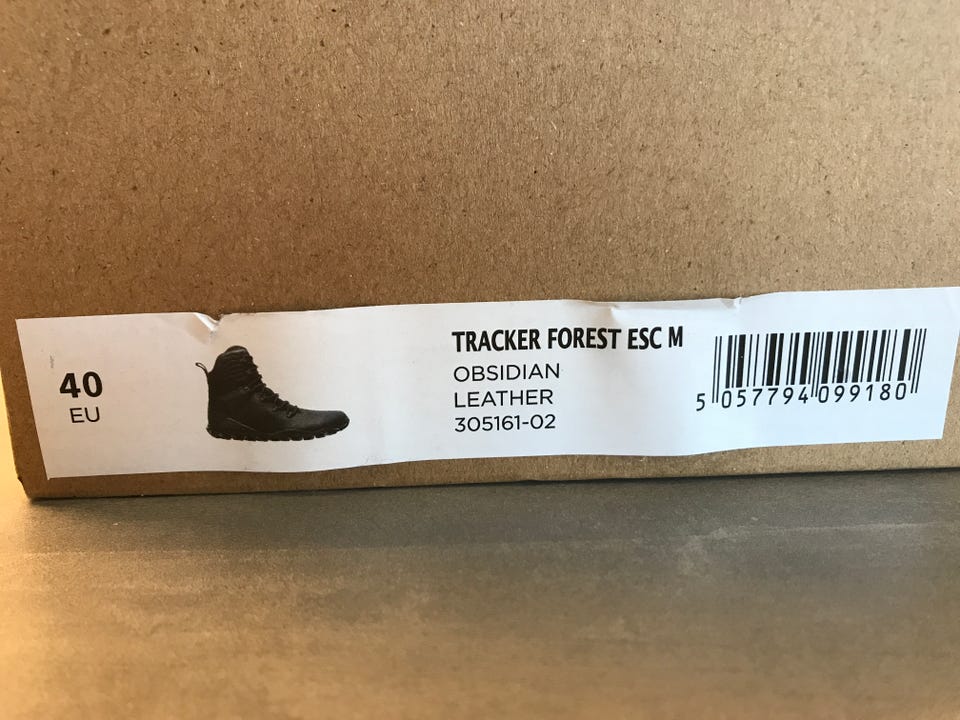 40
EU
TRACKER FOREST ESC M
OBSIDIAN
LEATHER
305161-02
5 057794 099180